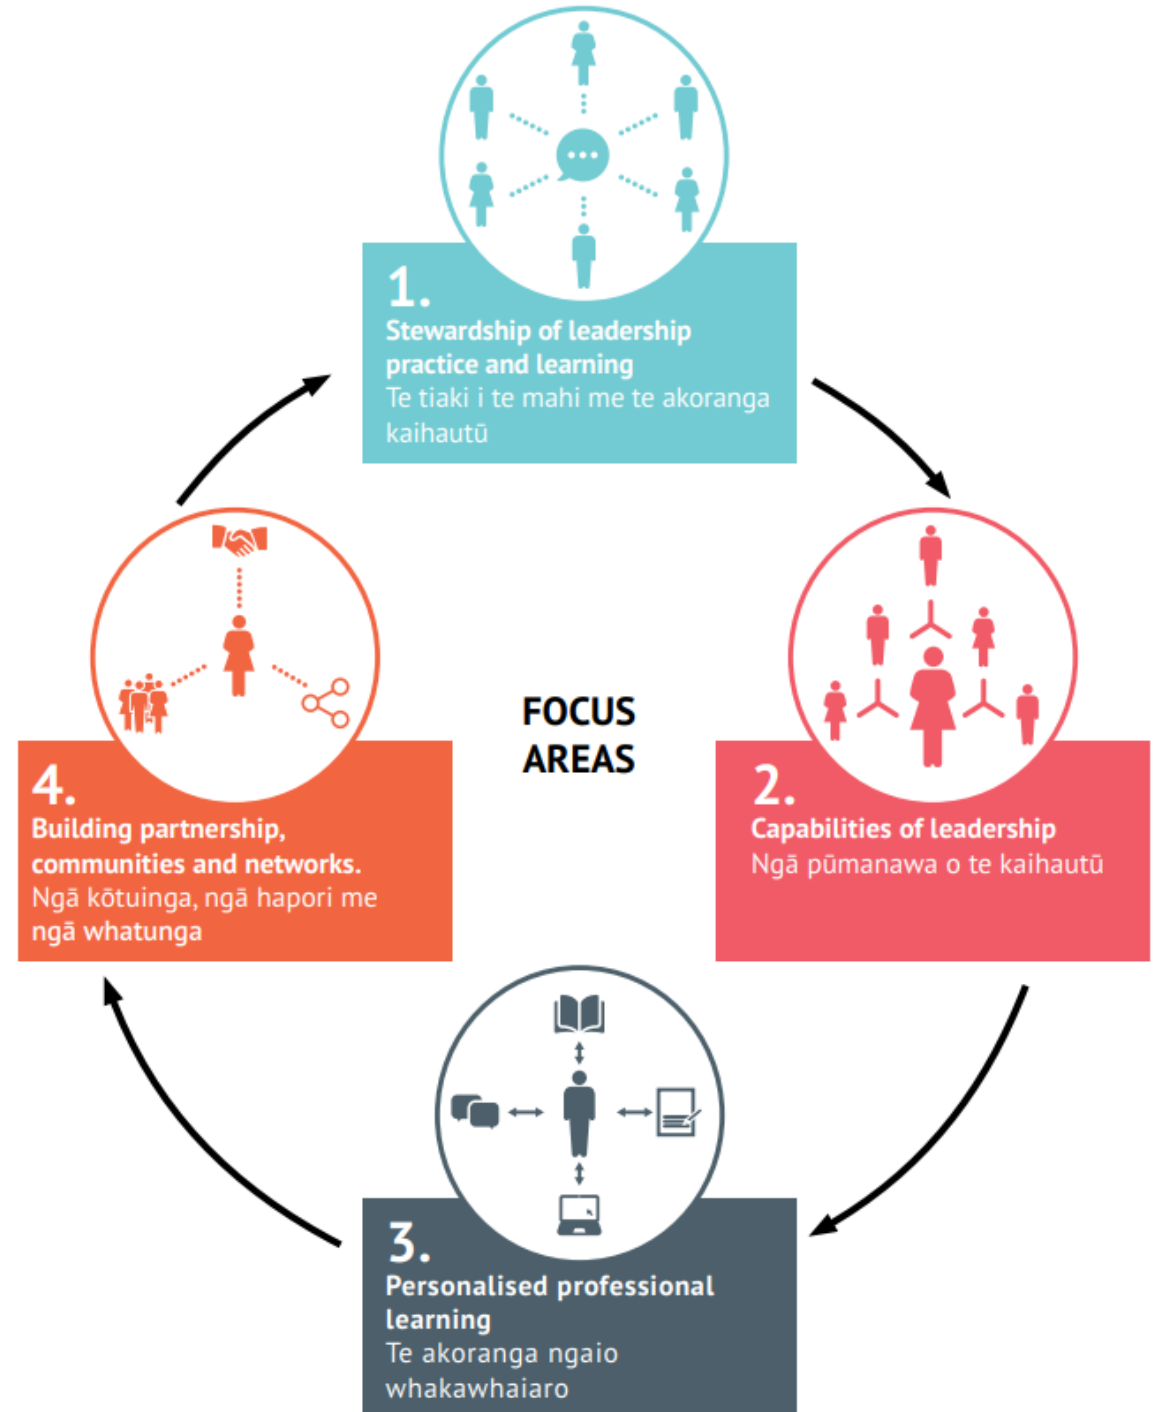 1.
Stewardship of leadership
practice and learning
Te tiaki i te mahi me te akoranga
kaihautū
FOCUS
AREAS
2.
Capabilities of leadership
Ngā pūmanawa o te kaihautū
3.
Personalised professional
learning
Te akoranga ngaio
whakawhaiaro
4.
Building partnership,
communities and networks.
Ngā kōtuinga, ngā hapori me
ngā whatunga